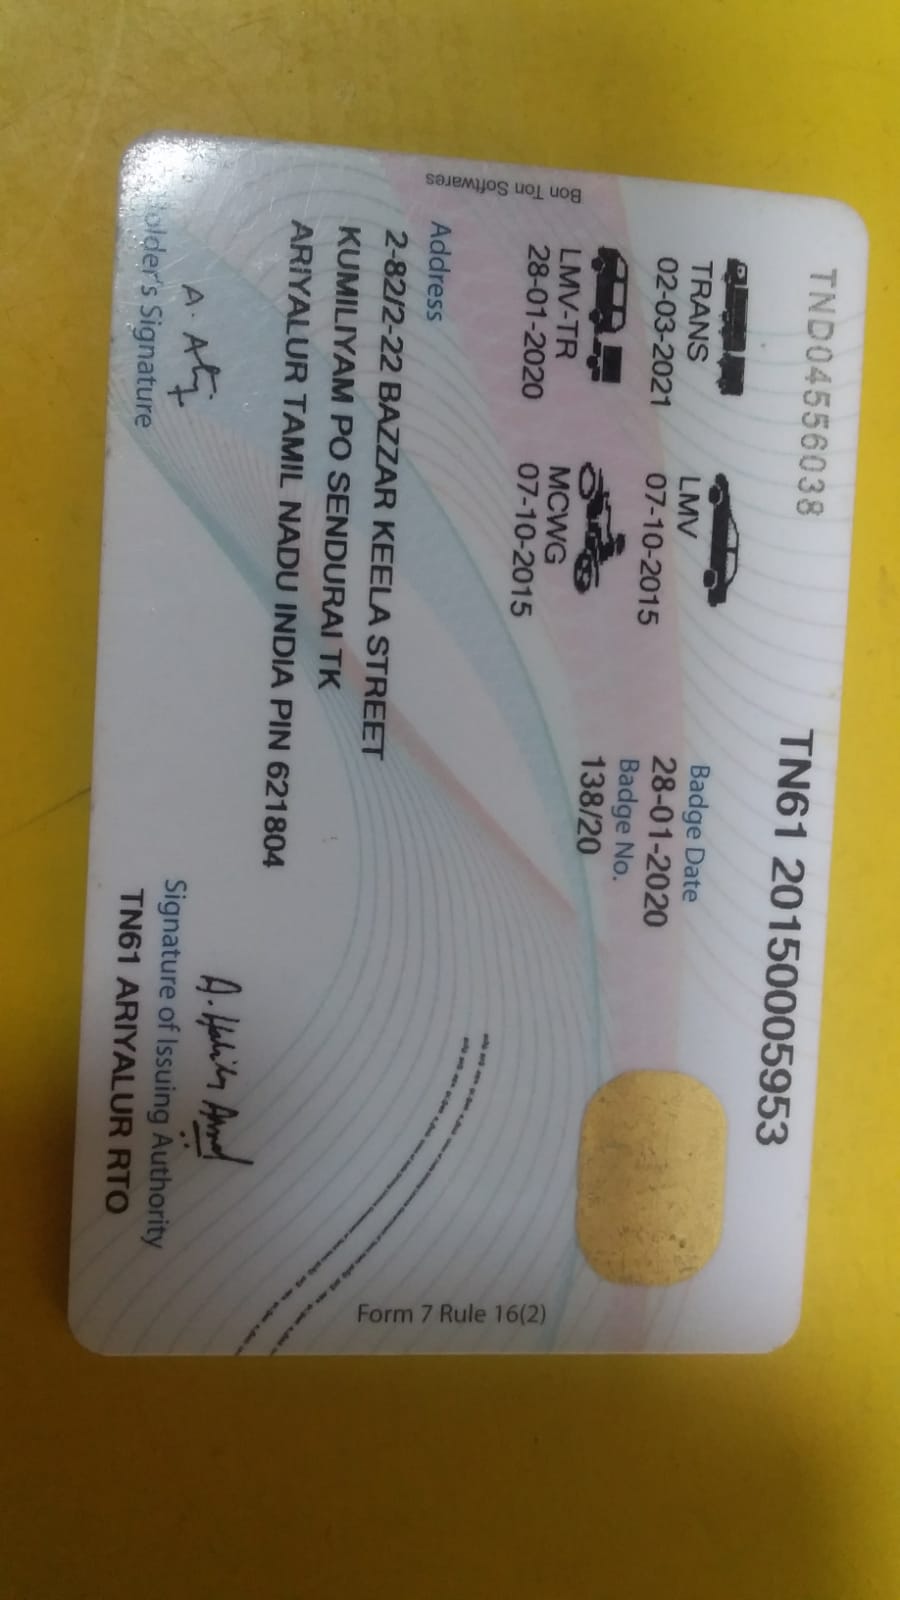 TND04556038
TN61 20150005953
TRANS
02-03-2021
LMV
07-10-2015
Badge Date
28-01-2020
Badge No.
138/20
LMV-TR
28-01-2020
MCWG
07-10-2015
Bon Ton Softwares
Address
2-82/2-22 BAZZAR KEELA STREET
KUMILIYAM PO SENDURAI TK
ARIYALUR TAMIL NADU INDIA PIN 621804
Form 7 Rule 16(2)
Holder's Signature
Signature of Issuing Authority
TN61 ARIYALUR RTO